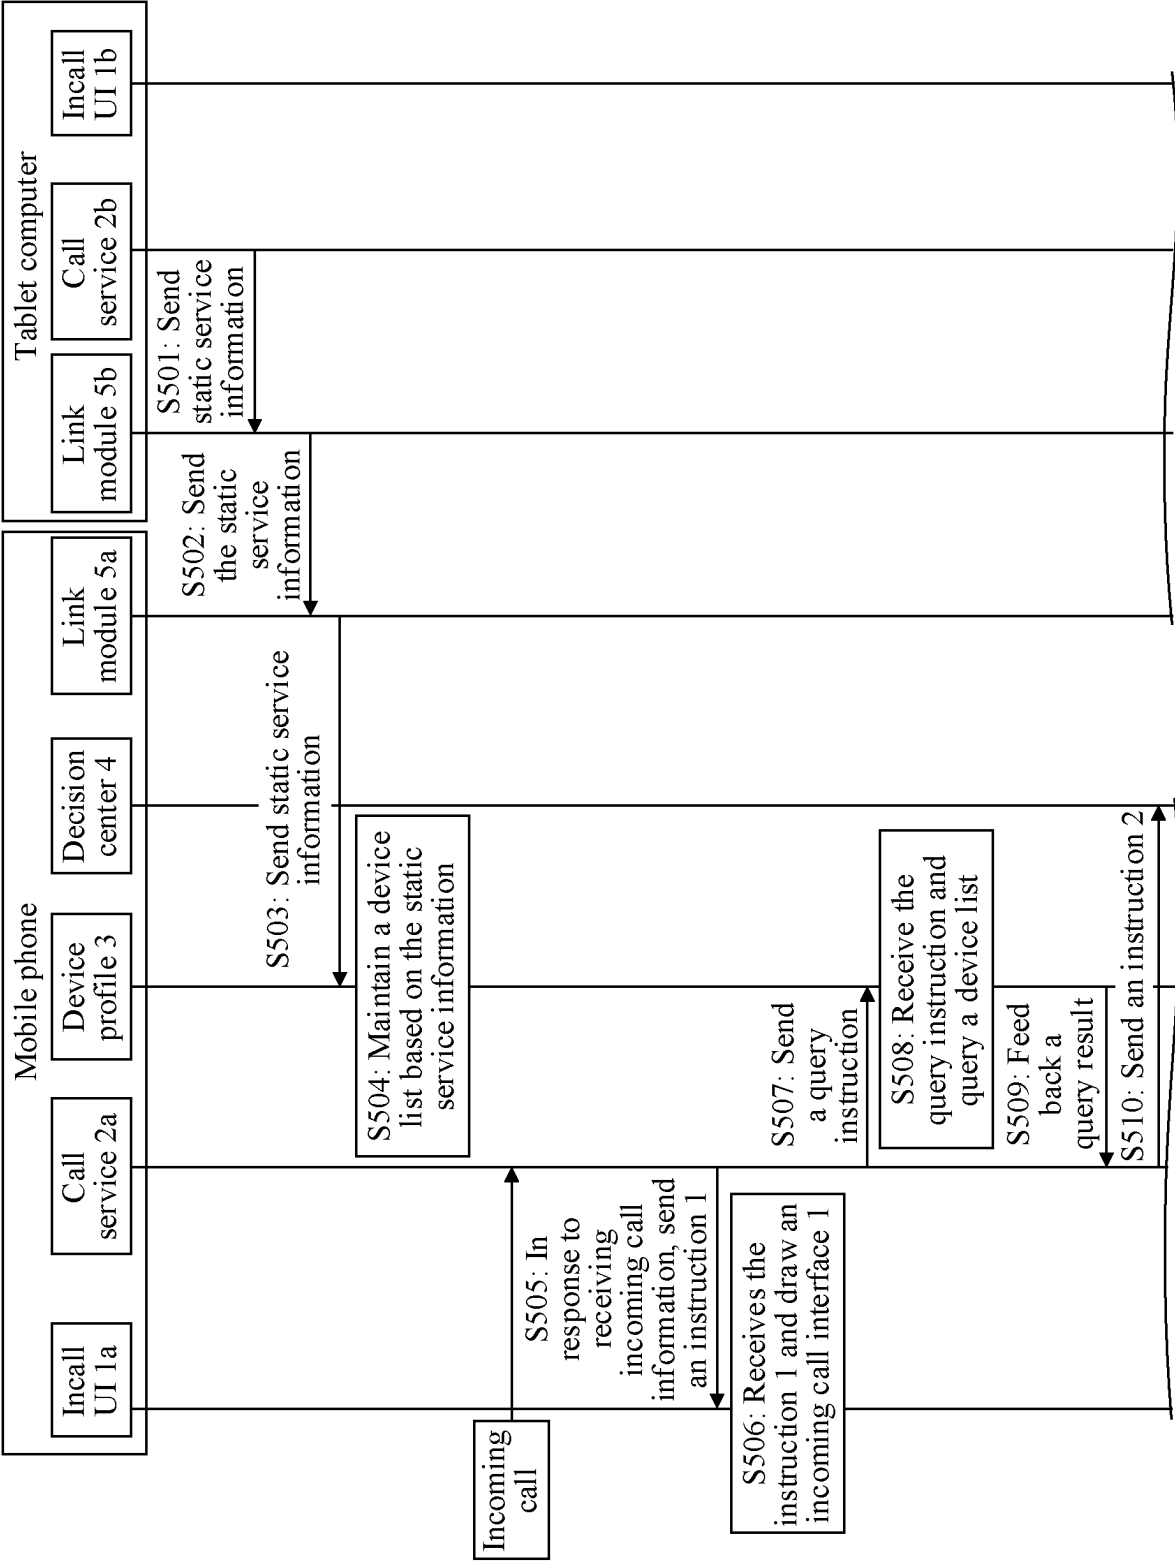 Mobile phone
Tablet computer
Incall
UI 1a
Call
service 2a
Device
profile 3
Decision
center 4
Link
module 5a
Link
module 5b
Call
service 2b
Incall
UI 1b
S501: Send
static service
information
S502: Send
the static
service
information
S503: Send static service
information
S504: Maintain a device
list based on the static
service information
Incoming
call
S505: In
response to
receiving
incoming call
information, send
an instruction 1
S506: Receives the
instruction 1 and draw an
incoming call interface 1
S507: Send
a query
instruction
S508: Receive the
query instruction and
query a device list
S509: Feed
back a
query result
S510: Send an instruction 2